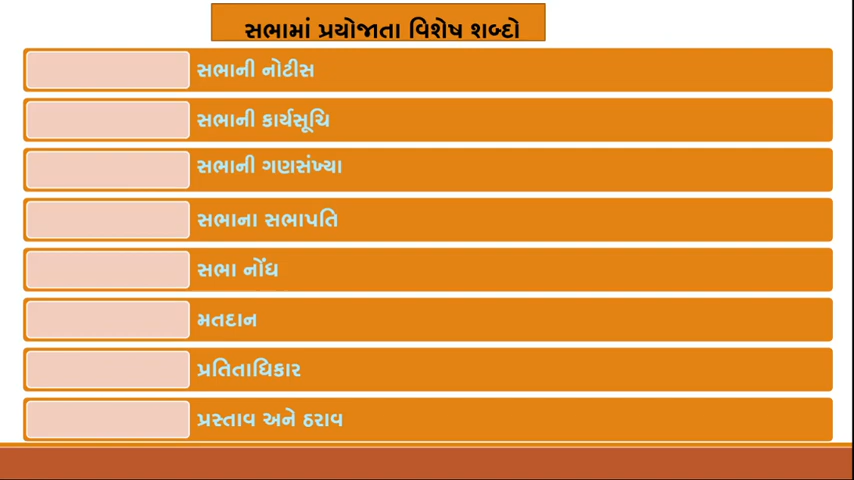 સભામાં પ્રયોજાતા વિશેષ શબ્દો
સભાની નોટીસ
સભાની કાર્યસૂચિ
સભાની ગણસંખ્યા
સભાના સભાપતિ
સભા નોંધ
મતદાન
પ્રતિતાધિકાર
પ્રસ્તાવ અને ઠરાવ